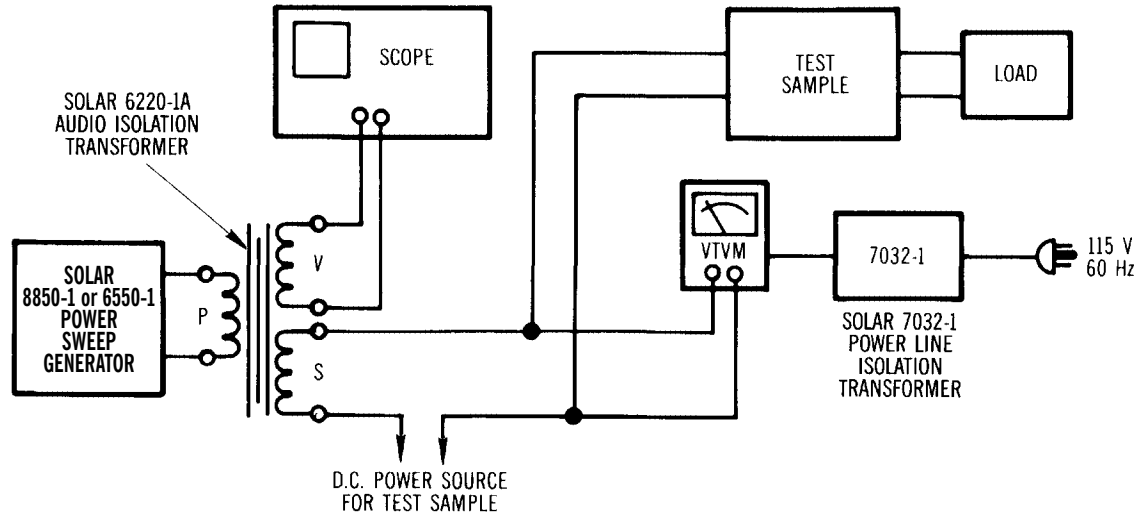 SCOPE
TEST
SAMPLE
LOAD
SOLAR 6220-1A
AUDIO ISOLATION
TRANSFORMER
SOLAR
8850-1 or 6550-1
POWER
SWEEP
GENERATOR
P
V
S
VTVM
7032-1
115 V
60 Hz
SOLAR 7032-1
POWER LINE
ISOLATION
TRANSFORMER
D.C. POWER SOURCE
FOR TEST SAMPLE